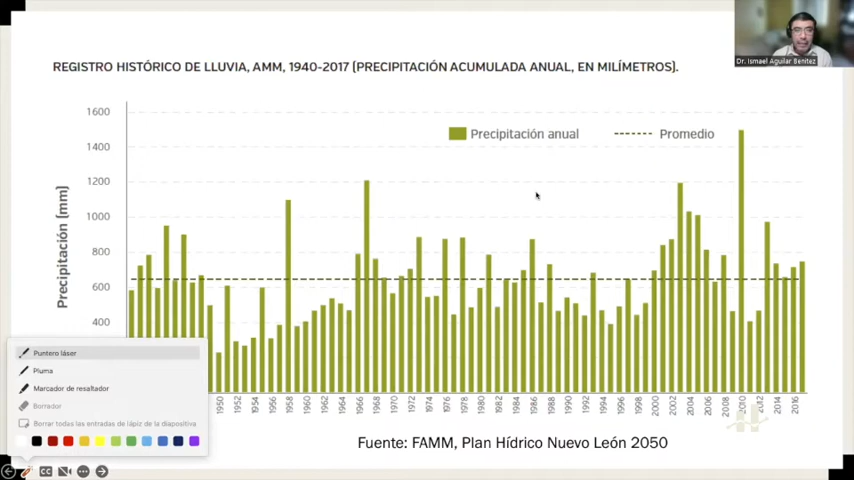 Dr. Ismael Aguilar Benitez
REGISTRO HISTÓRICO DE LLUVIA, AMM, 1940-2017 (PRECIPITACIÓN ACUMULADA ANUAL, EN MILÍMETROS).
Precipitación anual
Promedio
Precipitación (mm)
1600
1400
1200
1000
800
600
400
1950 1952 1954 1956 1958 1960 1962 1964 1966 1968 1970 1972 1974 1976 1978 1980 1982 1984 1986 1988 1990 1992 1994 1996 1998 2000 2002 2004 2006 2008 2010 2012 2014 2016
Puntero láser
Pluma
Marcador de resaltador
Borrador
Borrar todas las entradas de lápiz de la diapositiva
CC
Fuente: FAMM, Plan Hídrico Nuevo León 2050